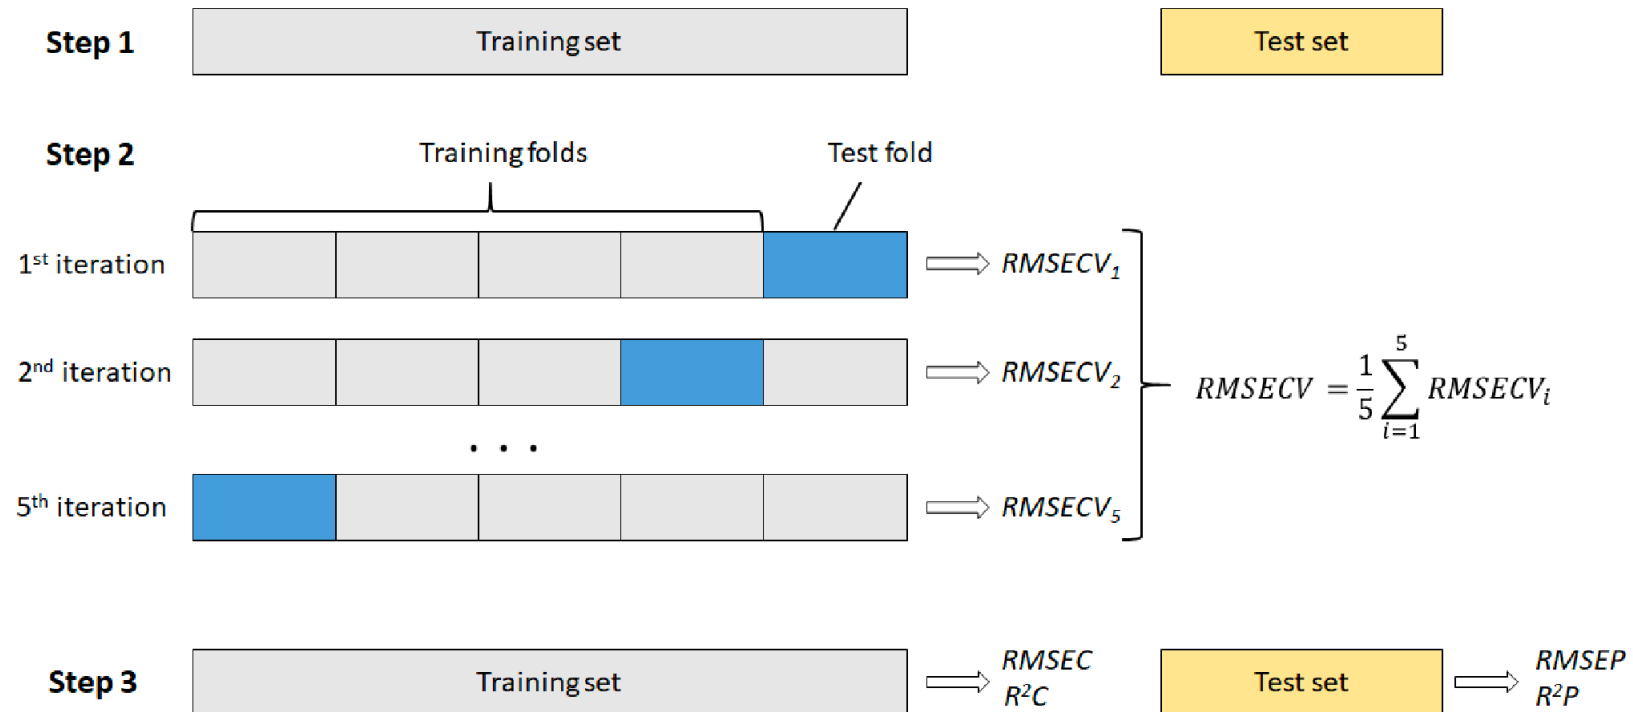 Step 1
Training set
Test set
Step 2
Training folds
Test fold
1st iteration
RMSECV1
2nd iteration
RMSECV2
RMSECV = 1/5 5∑i=1 RMSECVi
. . .
5th iteration
RMSECV5
Step 3
Training set
RMSEC
R²C
Test set
RMSEP
R²P